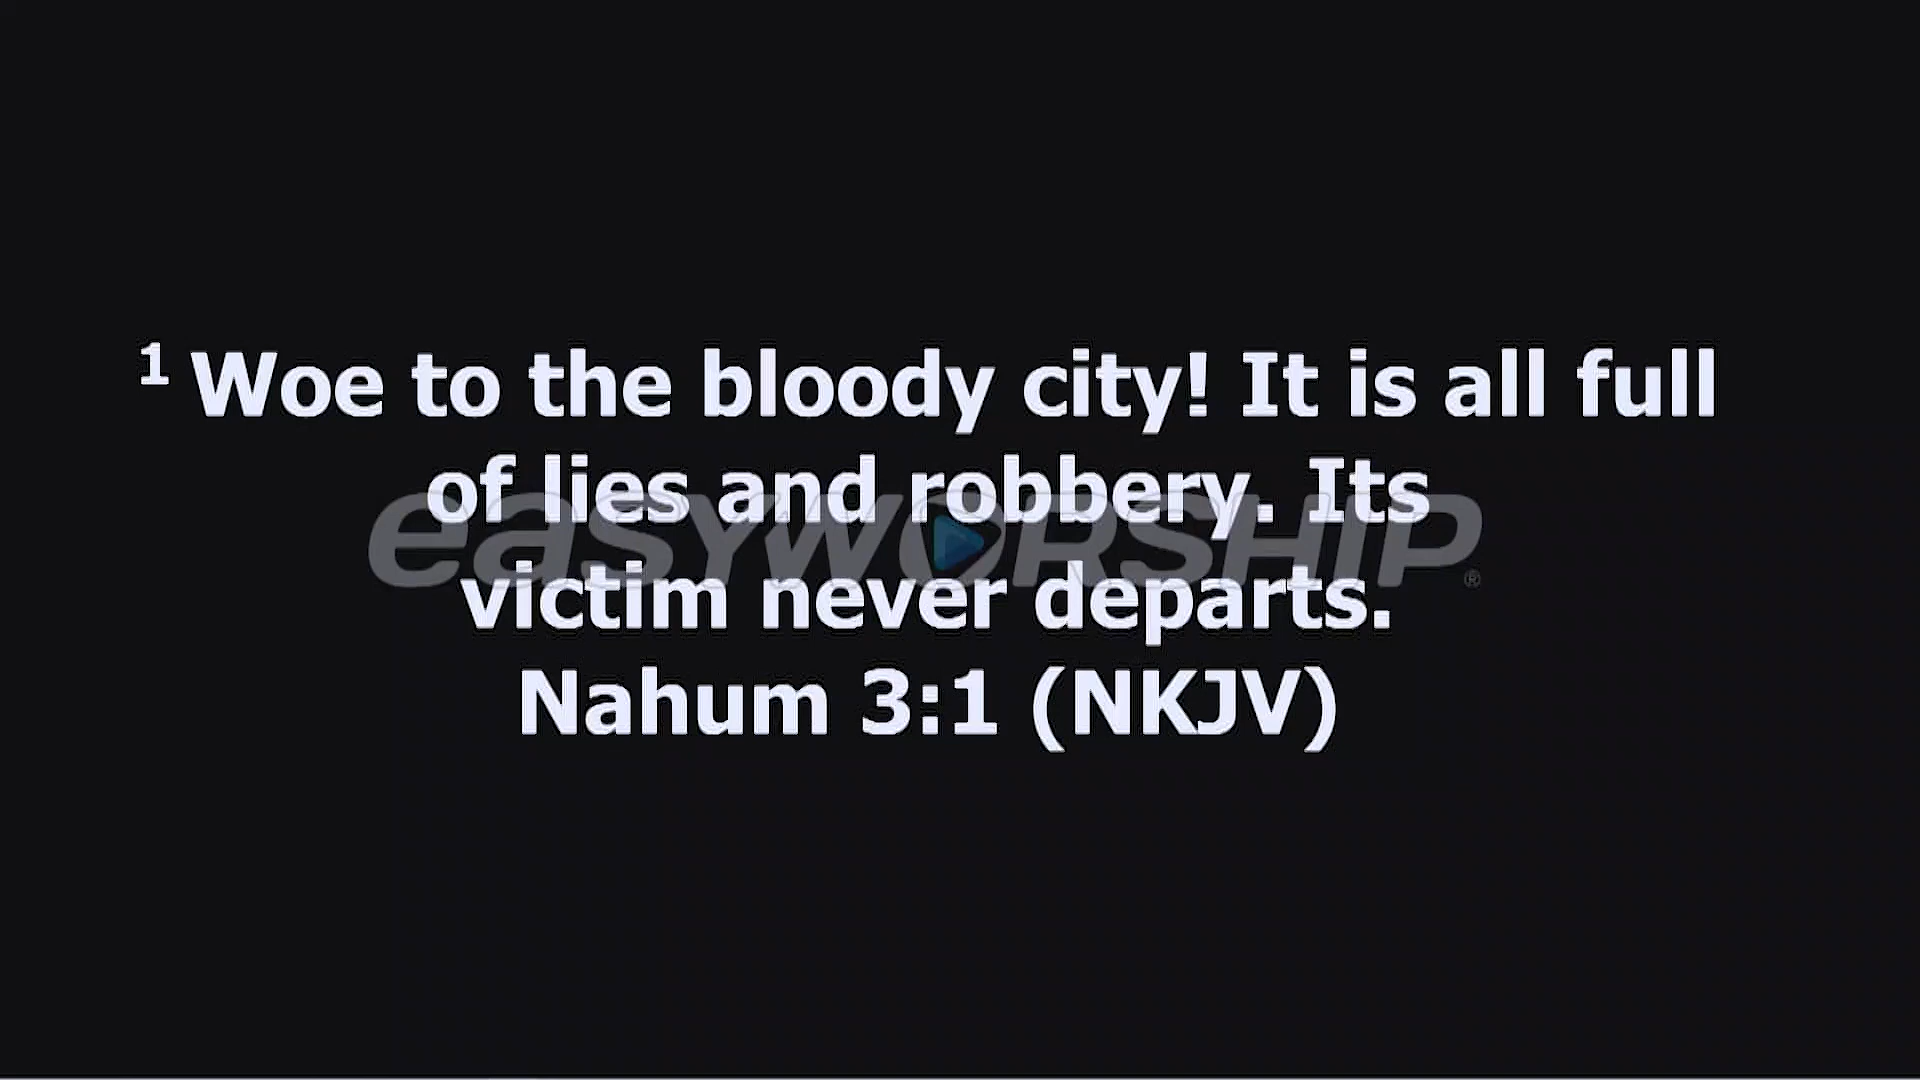 1 Woe to the bloody city! It is all full
of lies and robbery. Its
easyWORSHIP®
victim never departs.
Nahum 3:1 (NKJV)